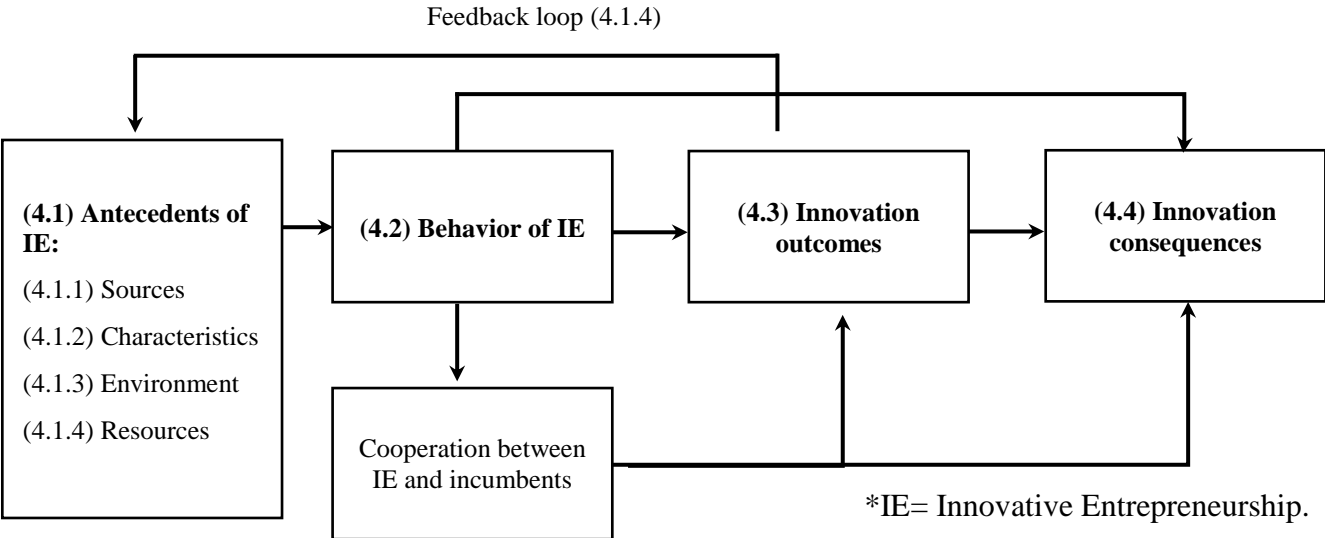 Feedback loop (4.1.4)
(4.1) Antecedents of
IE:
(4.1.1) Sources
(4.1.2) Characteristics
(4.1.3) Environment
(4.1.4) Resources
(4.2) Behavior of IE
(4.3) Innovation
outcomes
(4.4) Innovation
consequences
Cooperation between
IE and incumbents
*IE= Innovative Entrepreneurship.